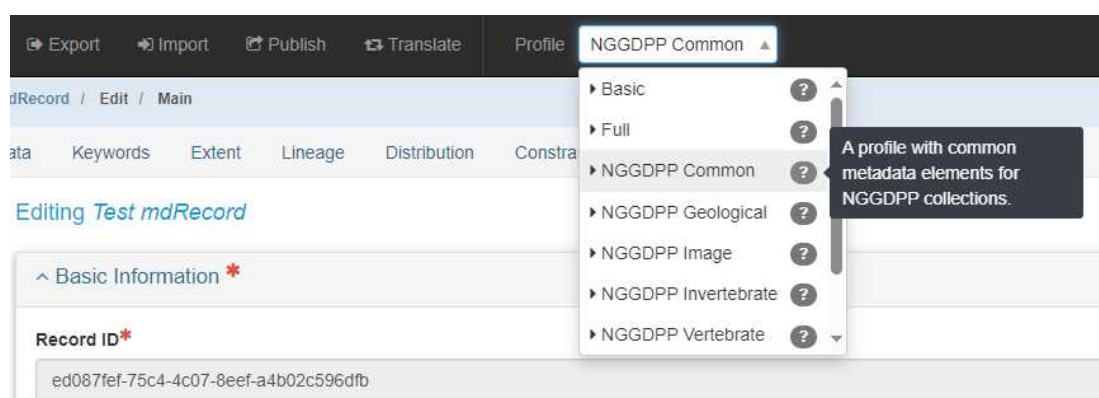 Export Import Publish Translate Profile NGGDPP Common
dRecord / Edit / Main
ata Keywords Extent Lineage Distribution Constra
Basic ?
Full ?
NGGDPP Common ?
NGGDPP Geological ?
NGGDPP Image ?
NGGDPP Invertebrate ?
NGGDPP Vertebrate ?
A profile with common
metadata elements for
NGGDPP collections.
Editing Test mdRecord
Basic Information *
Record ID*
ed087fef-75c4-4c07-8eef-a4b02c596dfb